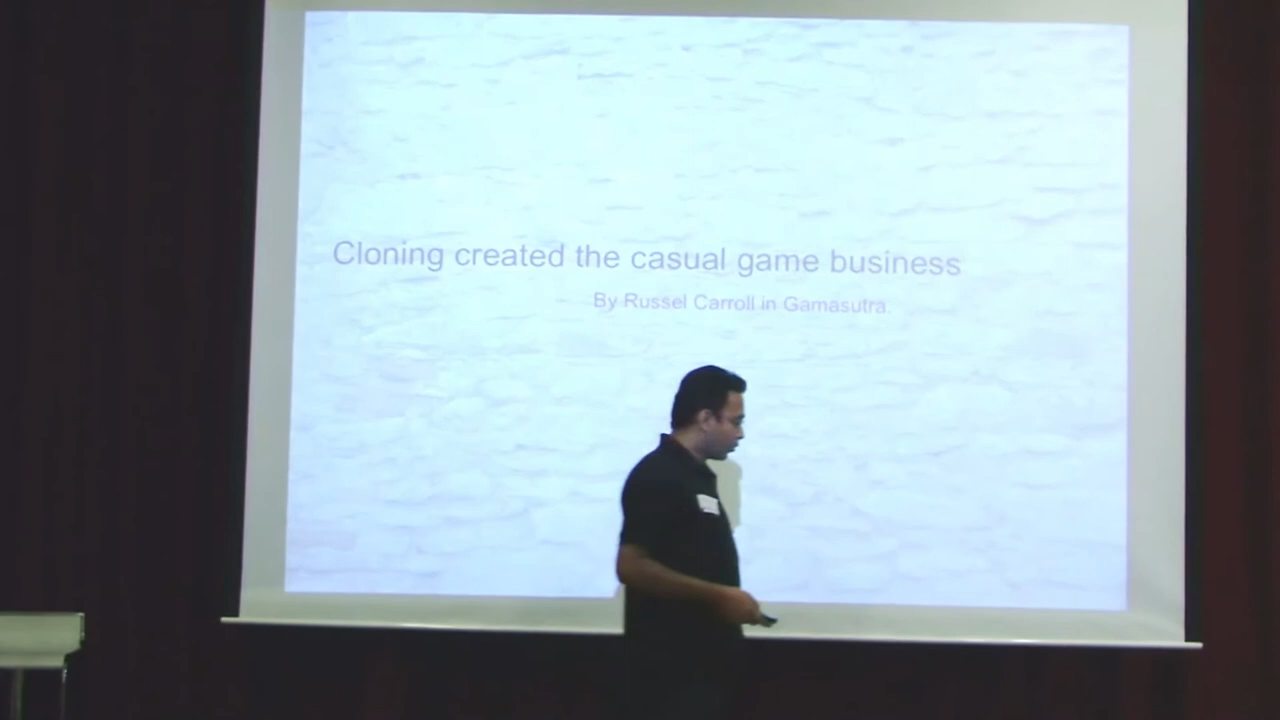 Cloning created the casual game business
By Russel Carroll in Gamasutra.